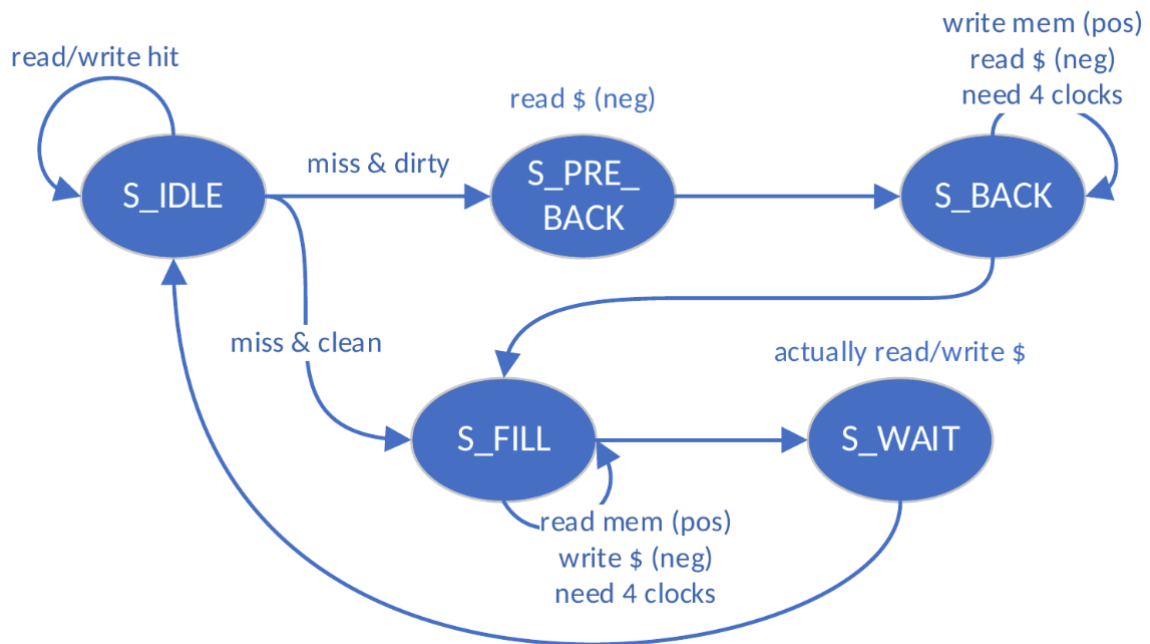 read/write hit
S_IDLE
miss & dirty
read $ (neg)
S_PRE_
BACK
write mem (pos)
read $ (neg)
need 4 clocks
S_BACK
miss & clean
S_FILL
read mem (pos)
write $ (neg)
need 4 clocks
actually read/write $
S_WAIT